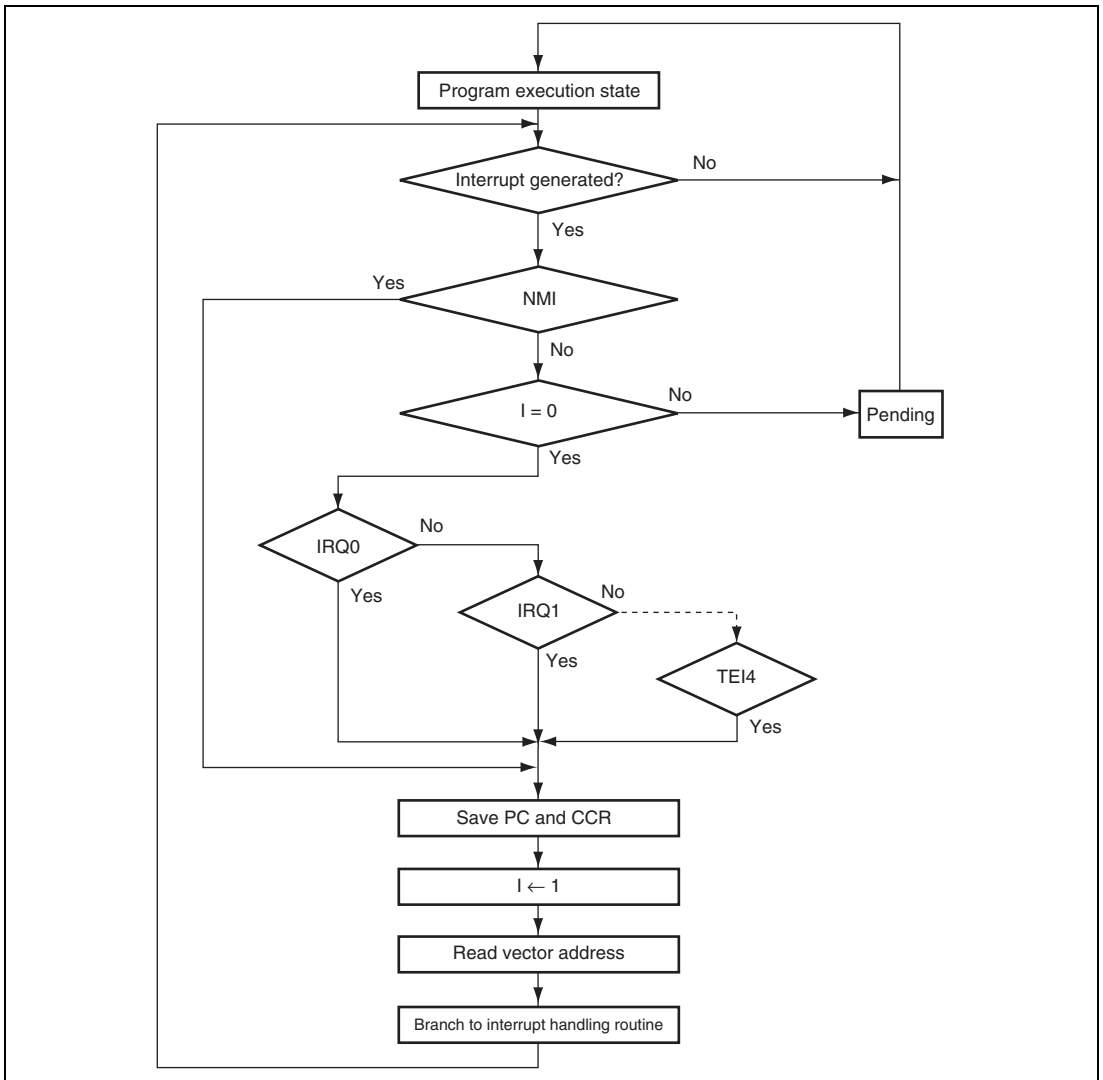 Program execution state
Interrupt generated?
No
Yes
Yes
NMI
No
I = 0
No
Pending
Yes
IRQ0
No
Yes
IRQ1
No
Yes
TEI4
Yes
Save PC and CCR
I ← 1
Read vector address
Branch to interrupt handling routine